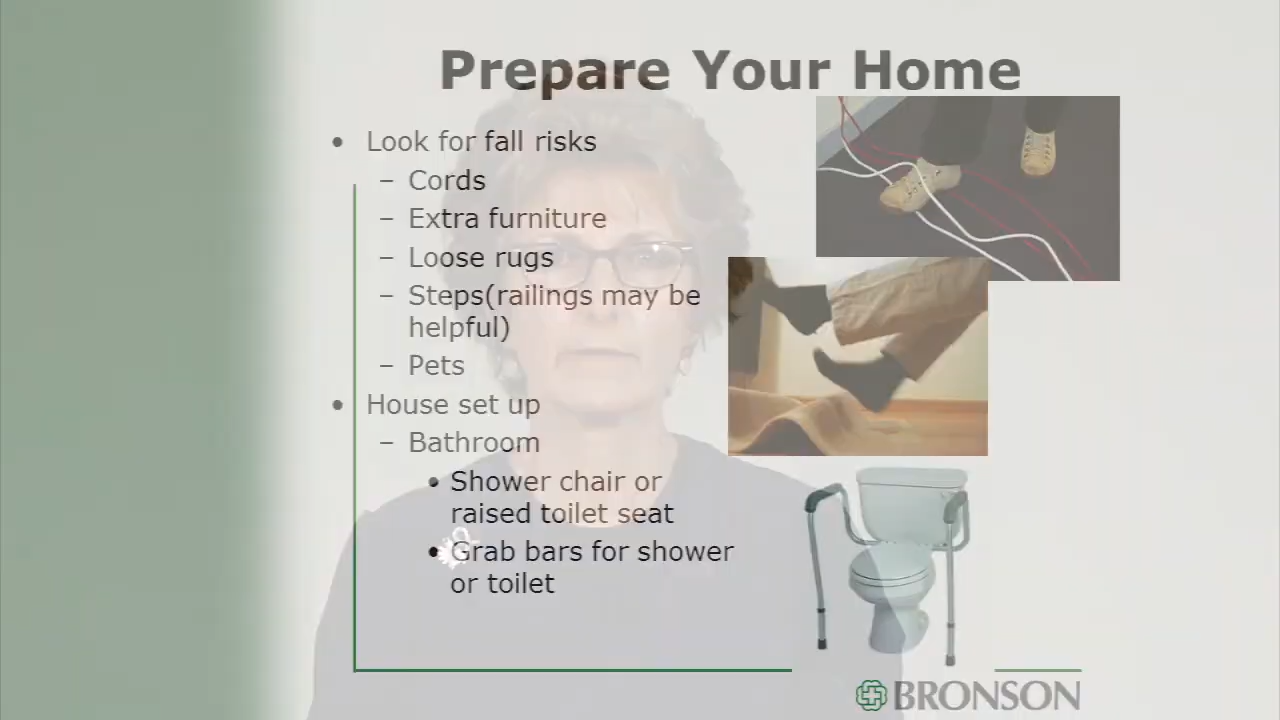 Prepare Your Home
• Look for fall risks
– Cords
– Extra furniture
– Loose rugs
– Steps(railings may be
helpful)
– Pets
• House set up
– Bathroom
• Shower chair or
raised toilet seat
• Grab bars for shower
or toilet
BRONSON